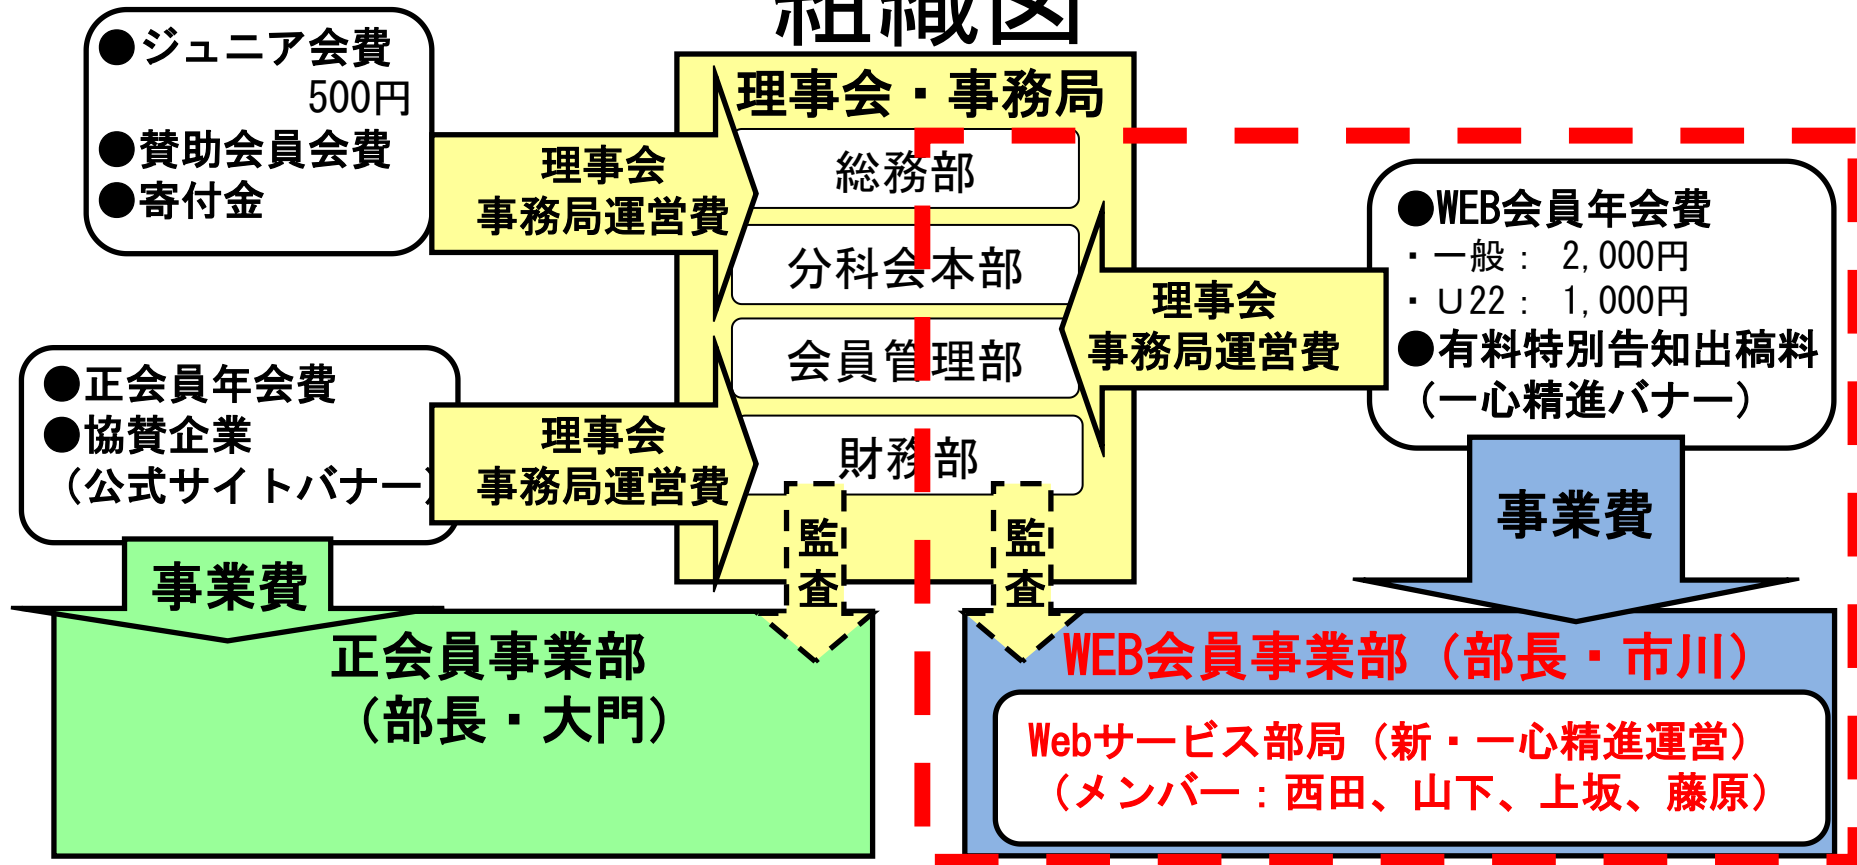 組織図
●ジュニア会費
500円
●賛助会員会費
●寄付金
理事会・事務局
総務部
分科会本部
会員管理部
財務部
理事会
事務局運営費
理事会
事務局運営費
●WEB会員年会費
・一般： 2,000円
・U22： 1,000円
●有料特別告知出稿料
（一心精進バナー）
●正会員年会費
●協賛企業
（公式サイトバナー）
理事会
事務局運営費
監査
監査
事業費
事業費
正会員事業部
（部長・大門）
WEB会員事業部（部長・市川）
Webサービス部局（新・一心精進運営）
（メンバー：西田、山下、上坂、藤原）